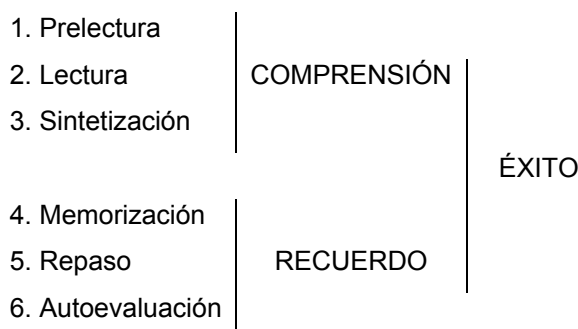 1. Prelectura
2. Lectura
3. Sintetización
COMPRENSIÓN
4. Memorización
5. Repaso
6. Autoevaluación
RECUERDO
ÉXITO